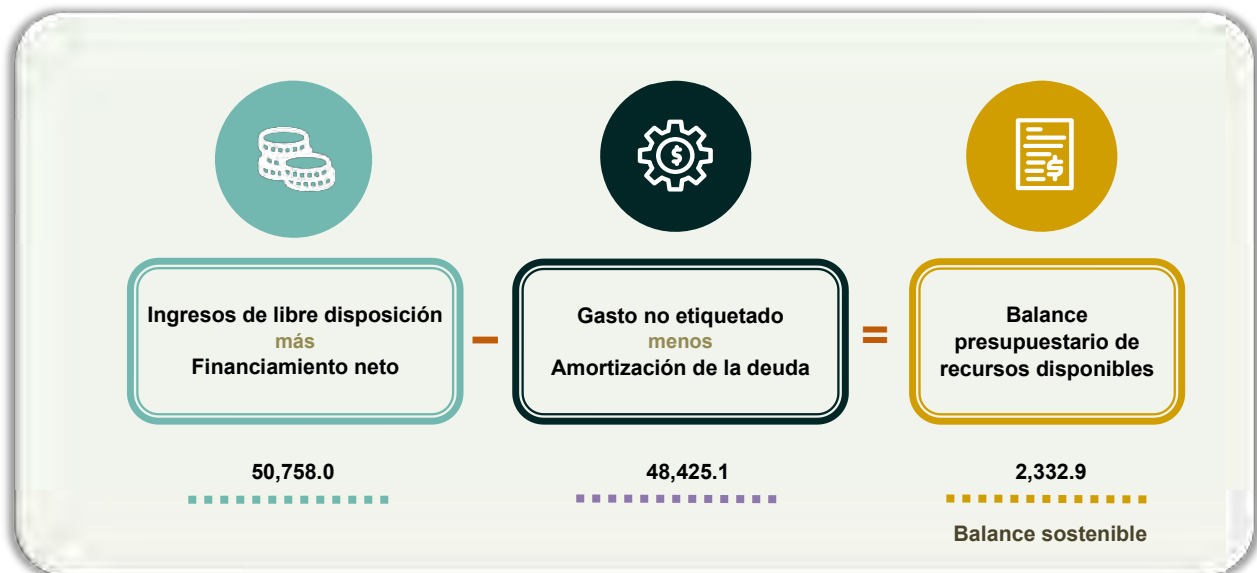 Ingresos de libre disposición
más
Financiamiento neto
–
Gasto no etiquetado
menos
Amortización de la deuda
=
Balance
presupuestario de
recursos disponibles
50,758.0
48,425.1
2,332.9
Balance sostenible